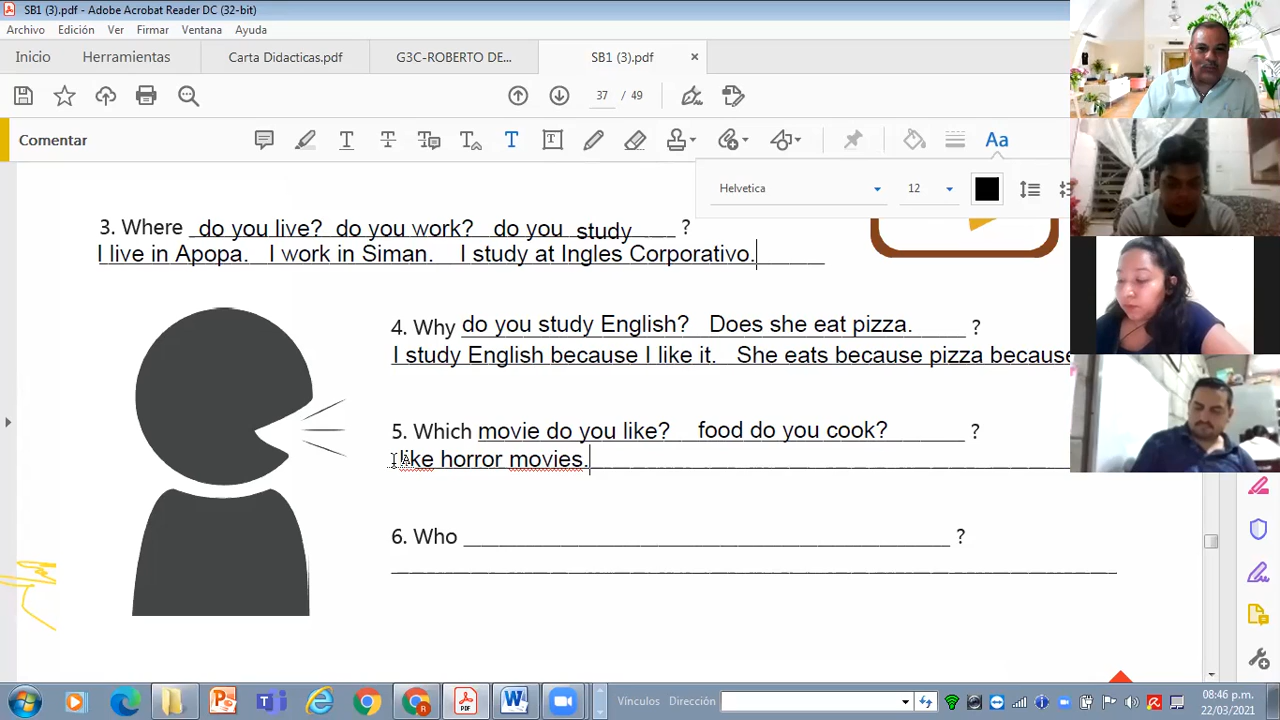 SB1 (3).pdf - Adobe Acrobat Reader DC (32-bit)
Archivo Edición Ver Firmar Ventana Ayuda
Inicio Herramientas Carta Didacticas.pdf G3C-ROBERTO DE... SB1 (3).pdf ×
37 / 49
Comentar
Aa
Helvetica 12
3. Where do you live? do you work? do you study ?
I live in Apopa. I work in Siman. I study at Ingles Corporativo.
4. Why do you study English? Does she eat pizza. ?
I study English because I like it. She eats because pizza because
5. Which movie do you like? food do you cook? ?
I like horror movies.
6. Who ?
Vínculos Dirección
08:46 p.m.
22/03/2021